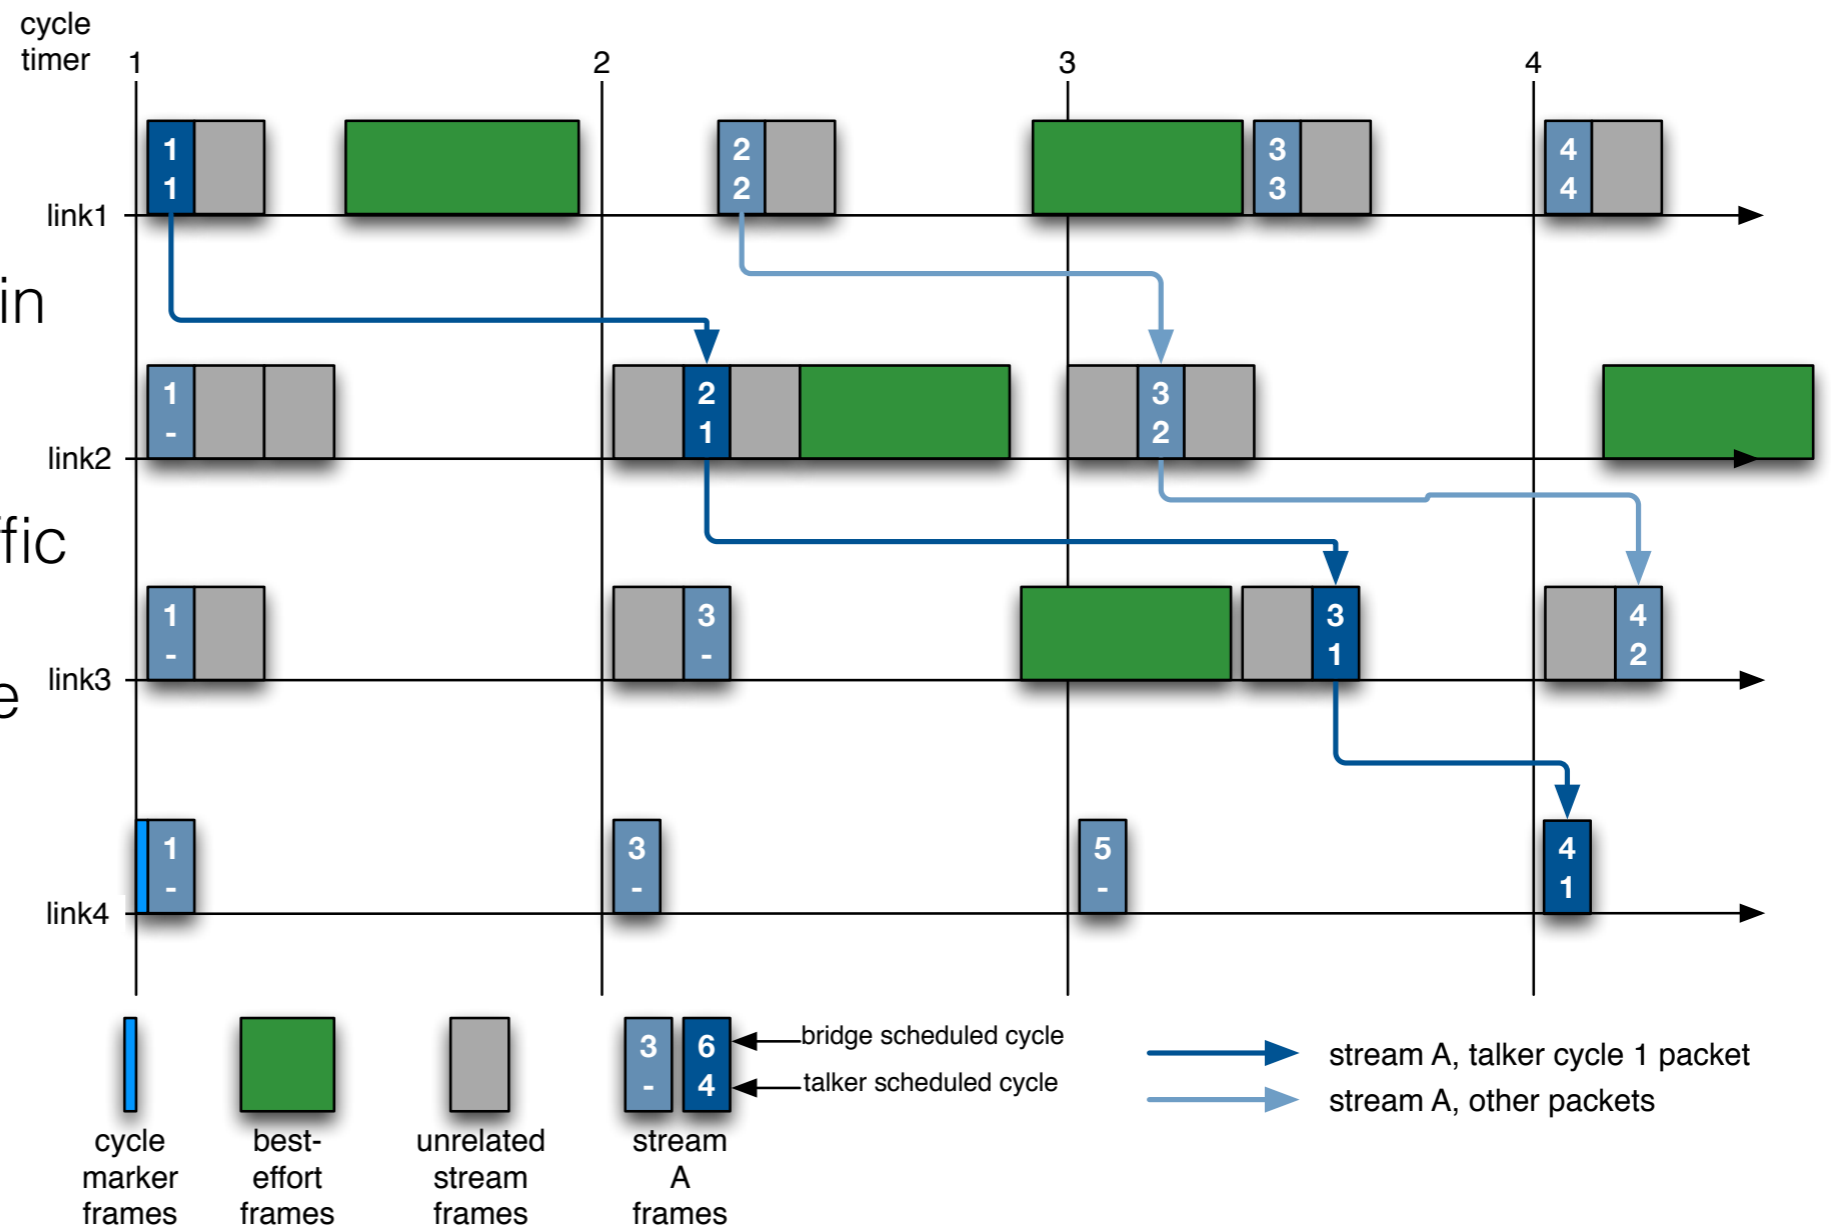 cycle
timer
1
2
3
4
1
1
2
2
3
3
4
4
link1
in
1
-
2
1
3
2
link2
ffic
1
-
3
-
3
1
4
2
link3
e
1
-
3
-
5
-
4
1
link4
3
-
6
4
bridge scheduled cycle
talker scheduled cycle
stream A, talker cycle 1 packet
stream A, other packets
cycle
marker
frames
best-
effort
frames
unrelated
stream
frames
stream
A
frames